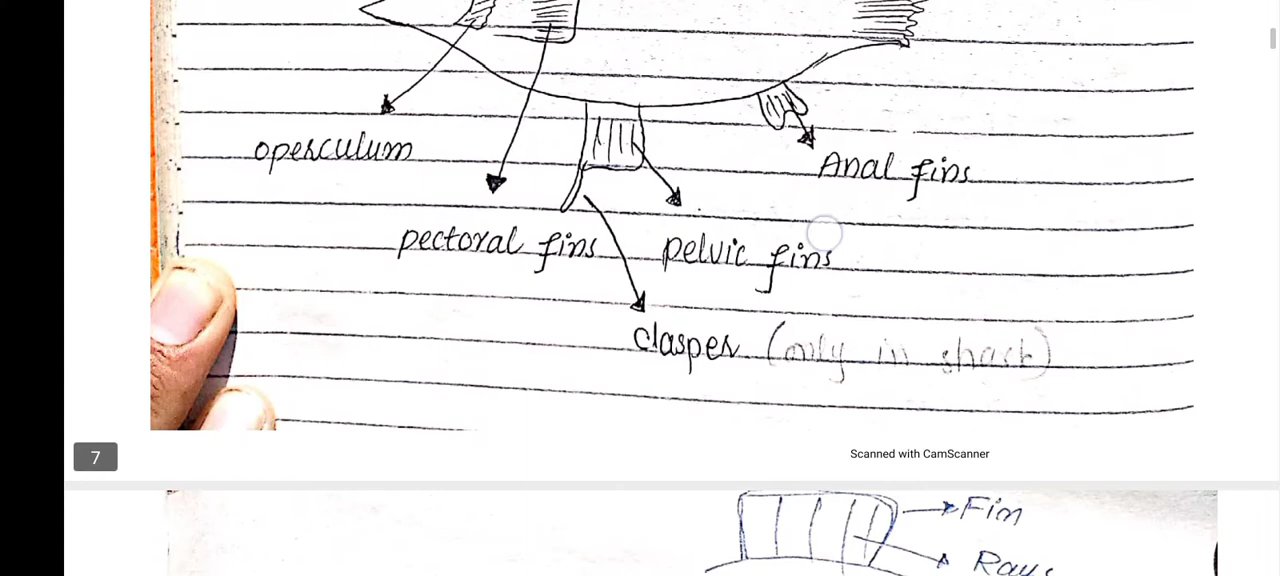 opesculum
Anal fins
pectoral fins
pelvic fins
clasper (only in shark)
7
Scanned with CamScanner
Fin
Rays